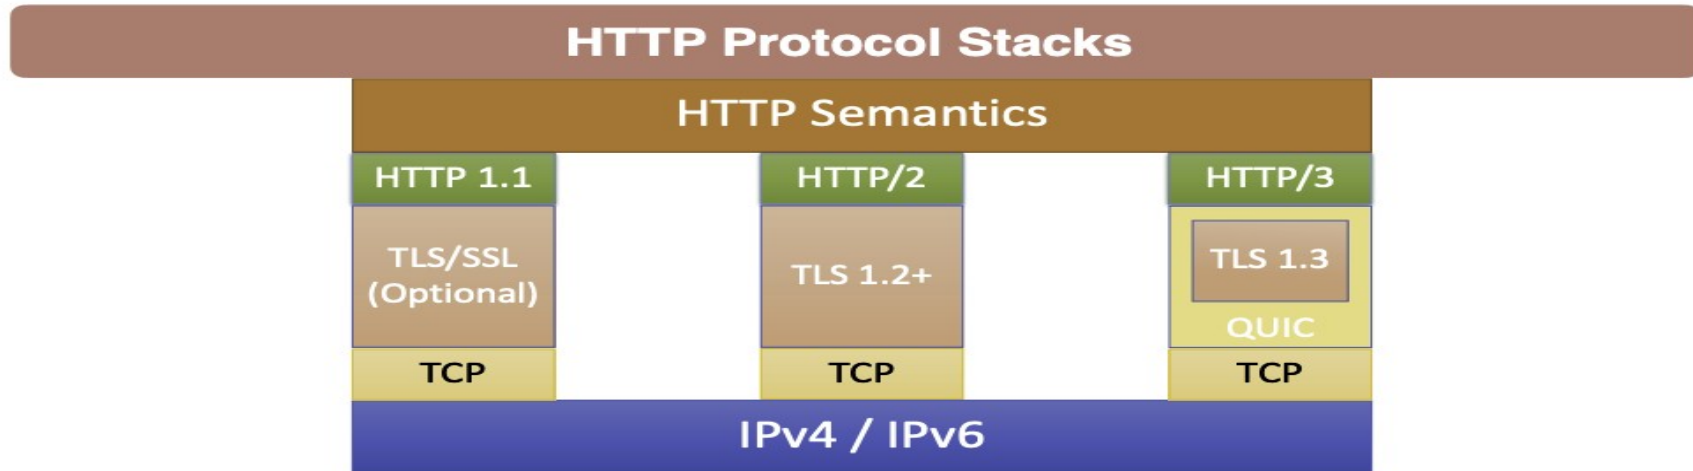 HTTP Protocol Stacks
HTTP Semantics
HTTP 1.1
HTTP/2
HTTP/3
TLS/SSL
(Optional)
TLS 1.2+
TLS 1.3
QUIC
TCP
TCP
TCP
IPv4 / IPv6